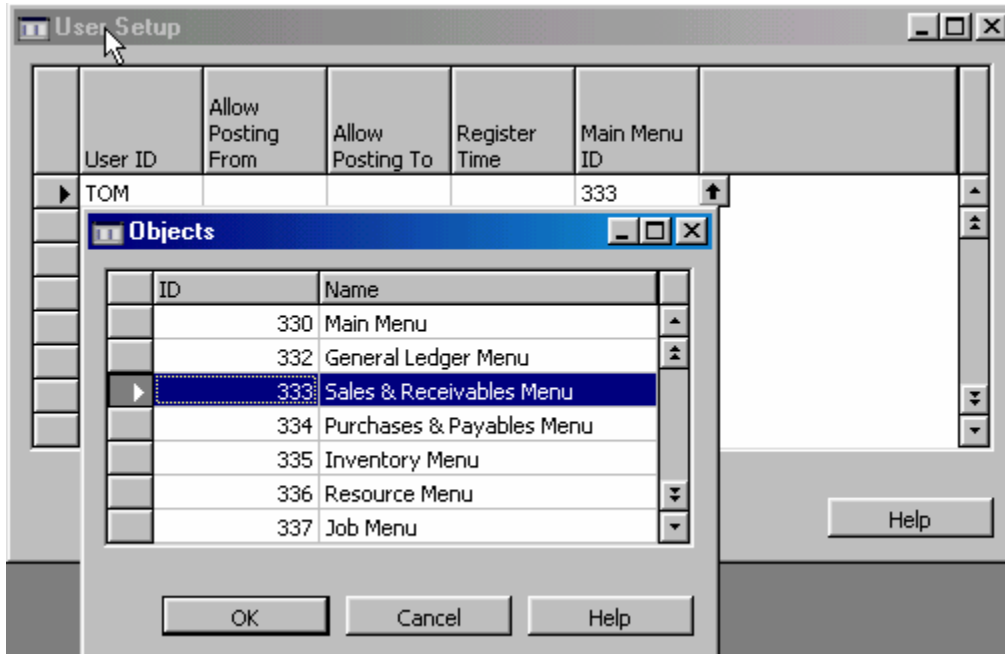 User Setup
User ID
Allow Posting From
Allow Posting To
Register Time
Main Menu ID
TOM 333
Objects
ID Name
330 Main Menu
332 General Ledger Menu
333 Sales & Receivables Menu
334 Purchases & Payables Menu
335 Inventory Menu
336 Resource Menu
337 Job Menu
Help
OK Cancel Help